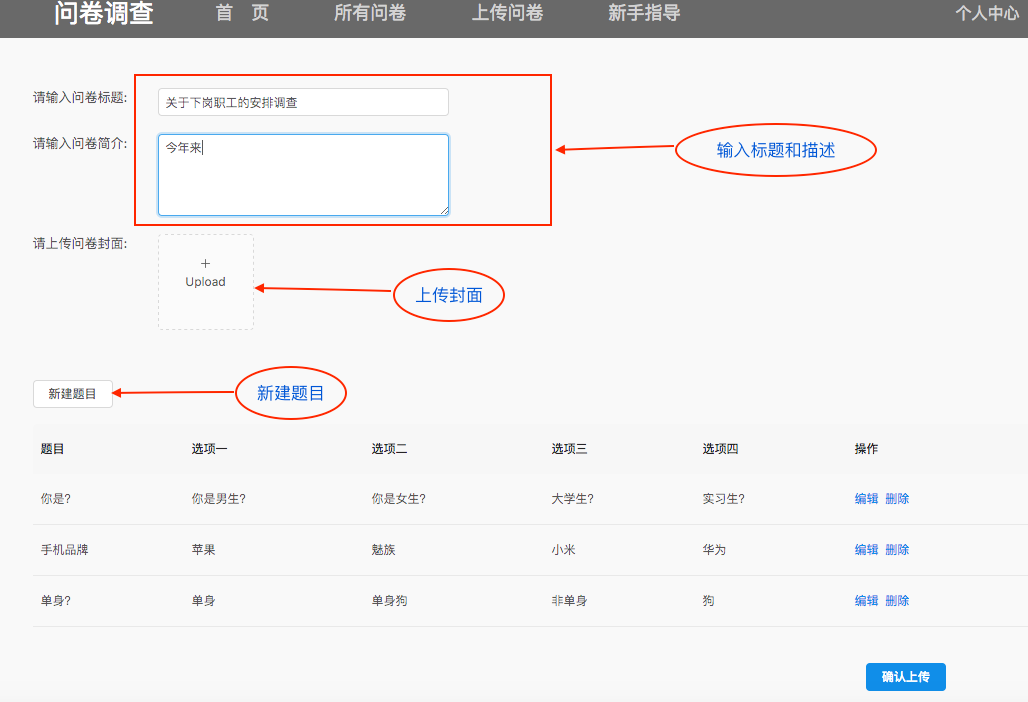 问卷调查 首 页 所有问卷 上传问卷 新手指导 个人中心
请输入问卷标题: 关于下岗职工的安排调查
请输入问卷简介: 今年来
输入标题和描述
请上传问卷封面:
+
Upload
上传封面
新建题目 新建题目
题目 选项一 选项二 选项三 选项四 操作
你是? 你是男生? 你是女生? 大学生? 实习生? 编辑 删除
手机品牌 苹果 魅族 小米 华为 编辑 删除
单身? 单身 单身狗 非单身 狗 编辑 删除
确认上传